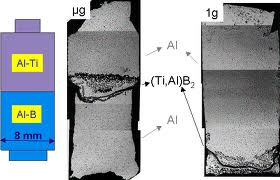 µg
1g
Al-Ti
Al
(Ti,Al)B₂
Al-B
Al
8 mm